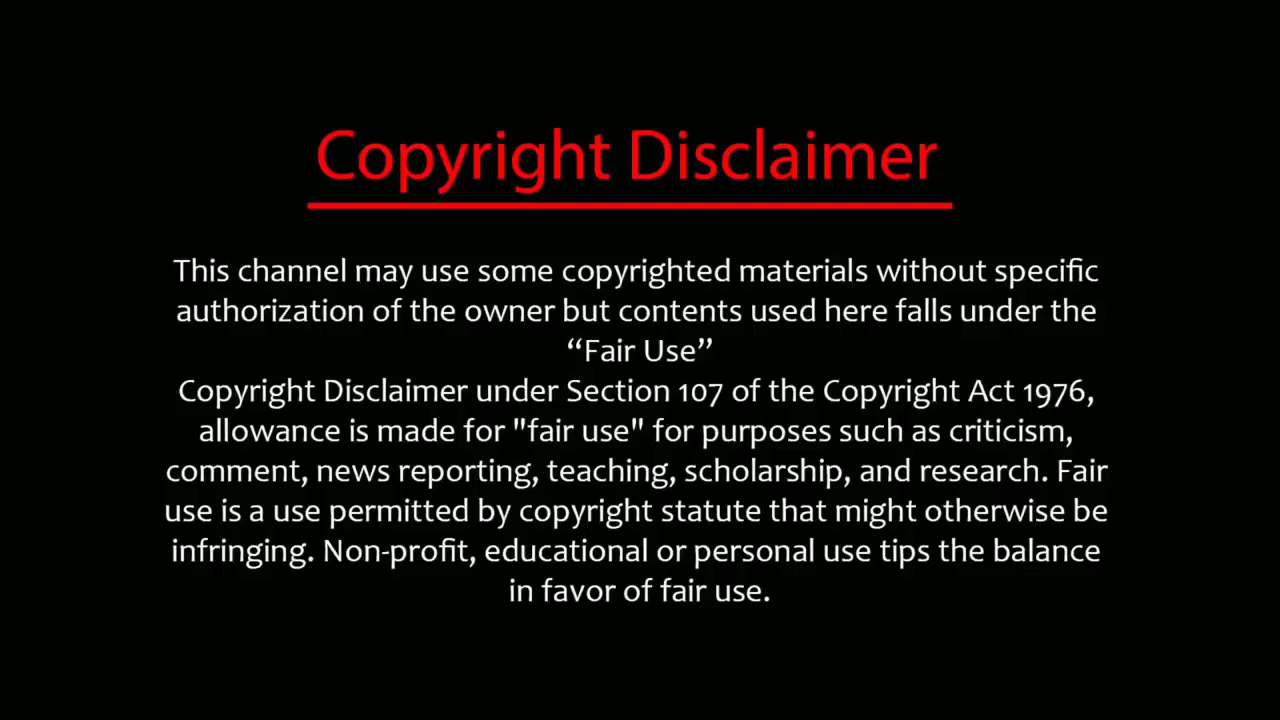 Copyright Disclaimer
This channel may use some copyrighted materials without specific
authorization of the owner but contents used here falls under the
“Fair Use”
Copyright Disclaimer under Section 107 of the Copyright Act 1976,
allowance is made for "fair use" for purposes such as criticism,
comment, news reporting, teaching, scholarship, and research. Fair
use is a use permitted by copyright statute that might otherwise be
infringing. Non-profit, educational or personal use tips the balance
in favor of fair use.